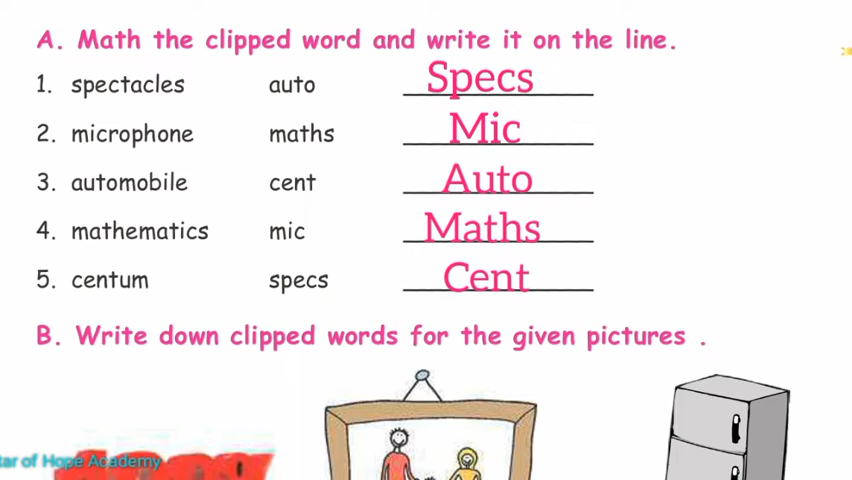 A. Math the clipped word and write it on the line.
1. spectacles auto Specs
2. microphone maths Mic
3. automobile cent Auto
4. mathematics mic Maths
5. centum specs Cent
B. Write down clipped words for the given pictures .
tar of Hope Academy